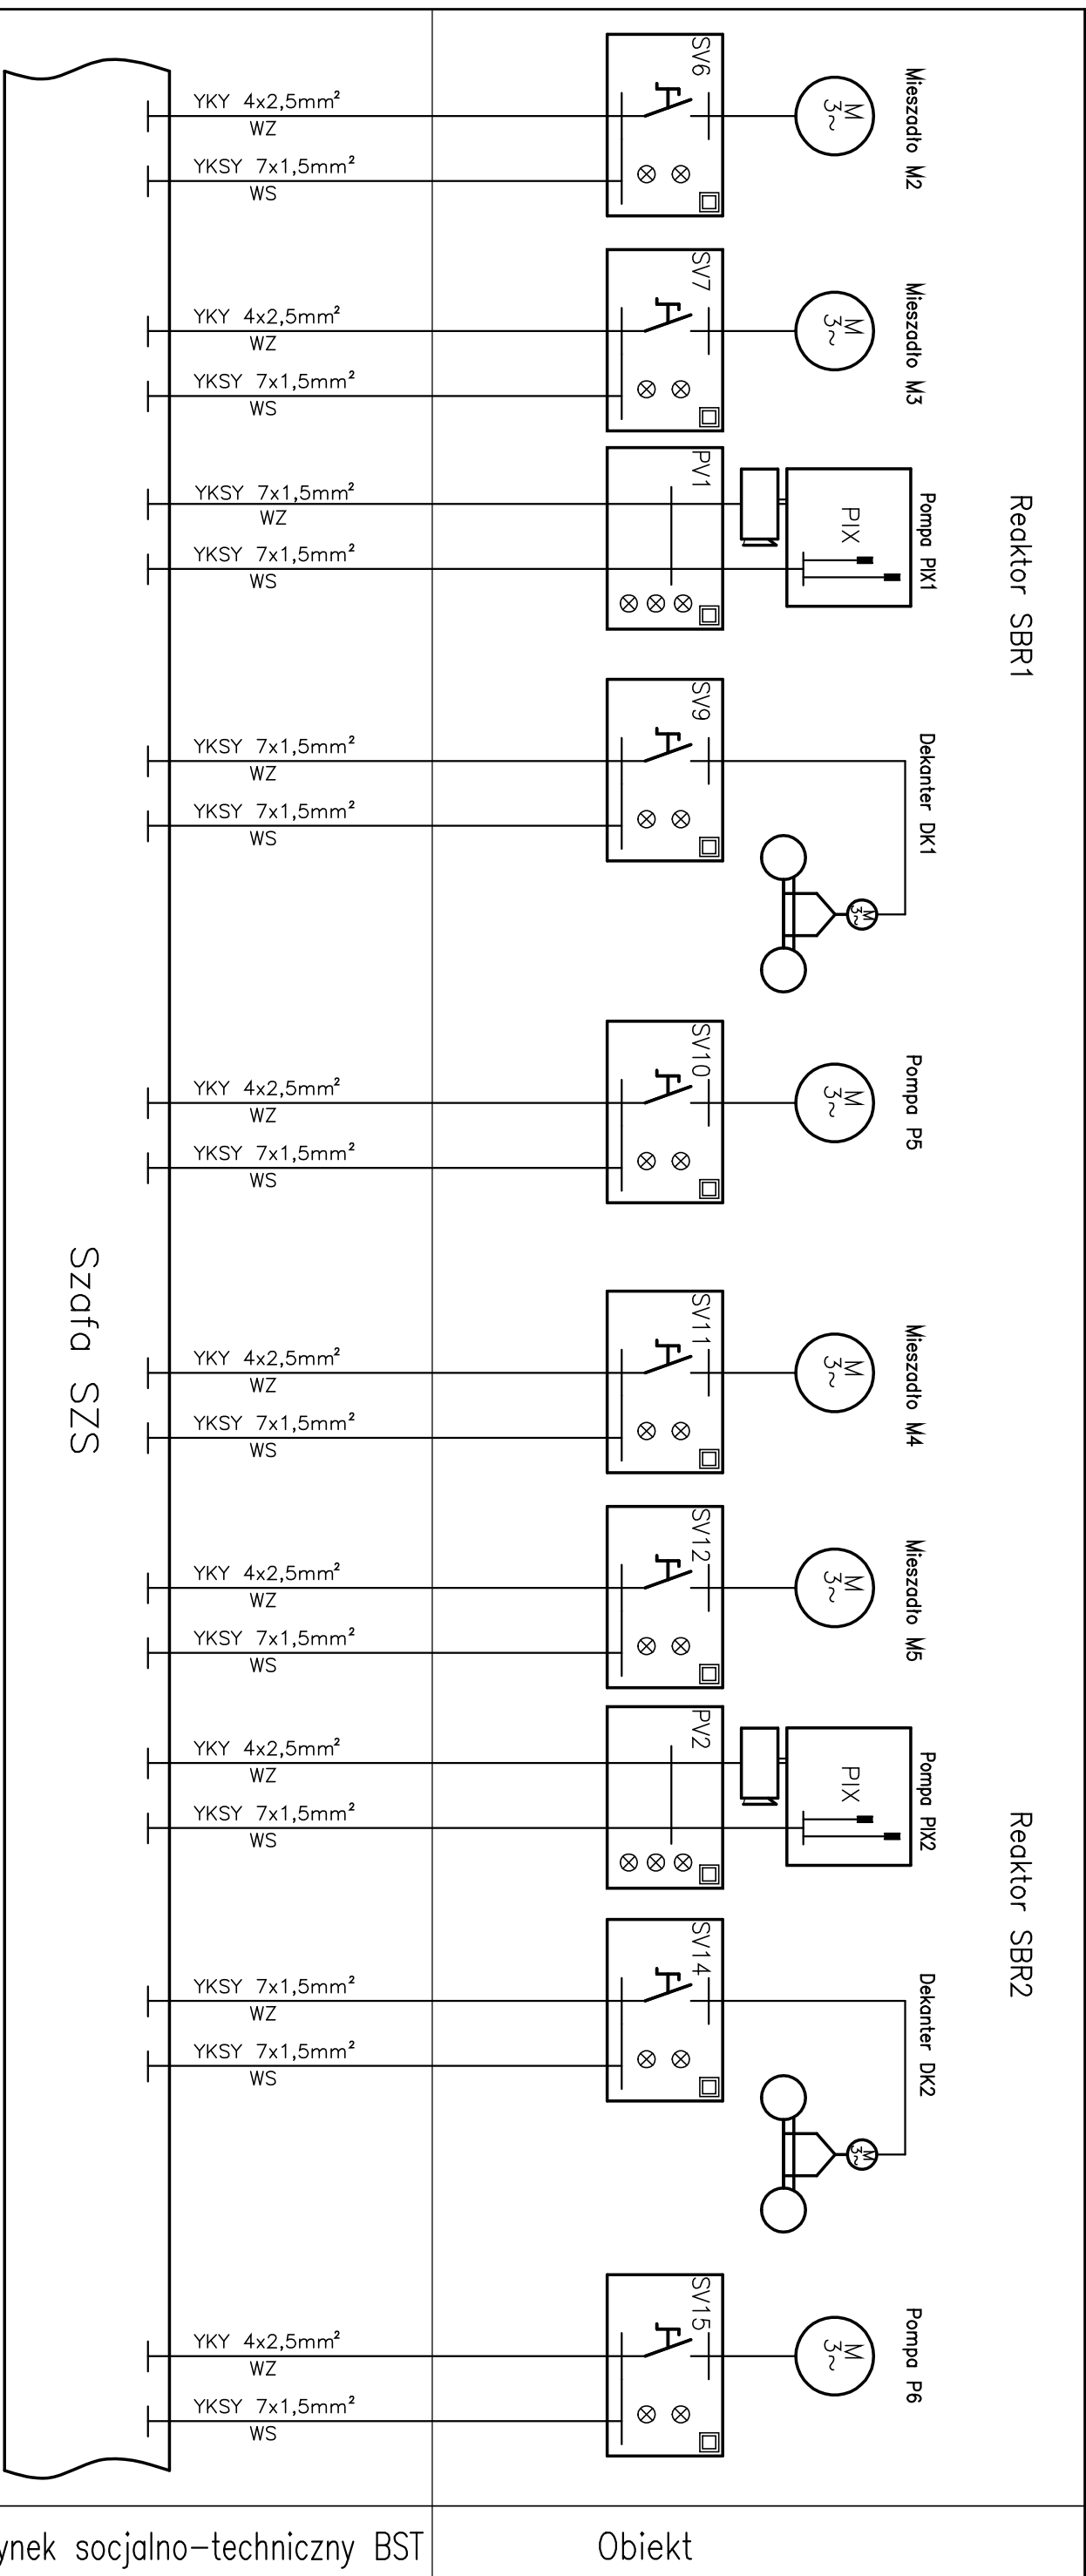 Reaktor SBR1
Reaktor SBR2
Mieszadło M2
M
3~
SV6
YKY 4x2,5mm²
WZ
YKSY 7x1,5mm²
WS
Mieszadło M3
M
3~
SV7
YKY 4x2,5mm²
WZ
YKSY 7x1,5mm²
WS
Pompa PIX1
PIX
PV1
YKSY 7x1,5mm²
WZ
YKSY 7x1,5mm²
WS
Dekanter DK1
M
3~
SV9
YKSY 7x1,5mm²
WZ
YKSY 7x1,5mm²
WS
Pompa P5
M
3~
SV10
YKY 4x2,5mm²
WZ
YKSY 7x1,5mm²
WS
Mieszadło M4
M
3~
SV11
YKY 4x2,5mm²
WZ
YKSY 7x1,5mm²
WS
Mieszadło M5
M
3~
SV12
YKY 4x2,5mm²
WZ
YKSY 7x1,5mm²
WS
Pompa PIX2
PIX
PV2
YKY 4x2,5mm²
WZ
YKSY 7x1,5mm²
WS
Dekanter DK2
M
3~
SV14
YKSY 7x1,5mm²
WZ
YKSY 7x1,5mm²
WS
Pompa P6
M
3~
SV15
YKY 4x2,5mm²
WZ
YKSY 7x1,5mm²
WS
Szafa SZS
socjalno-techniczny BST
Obiekt